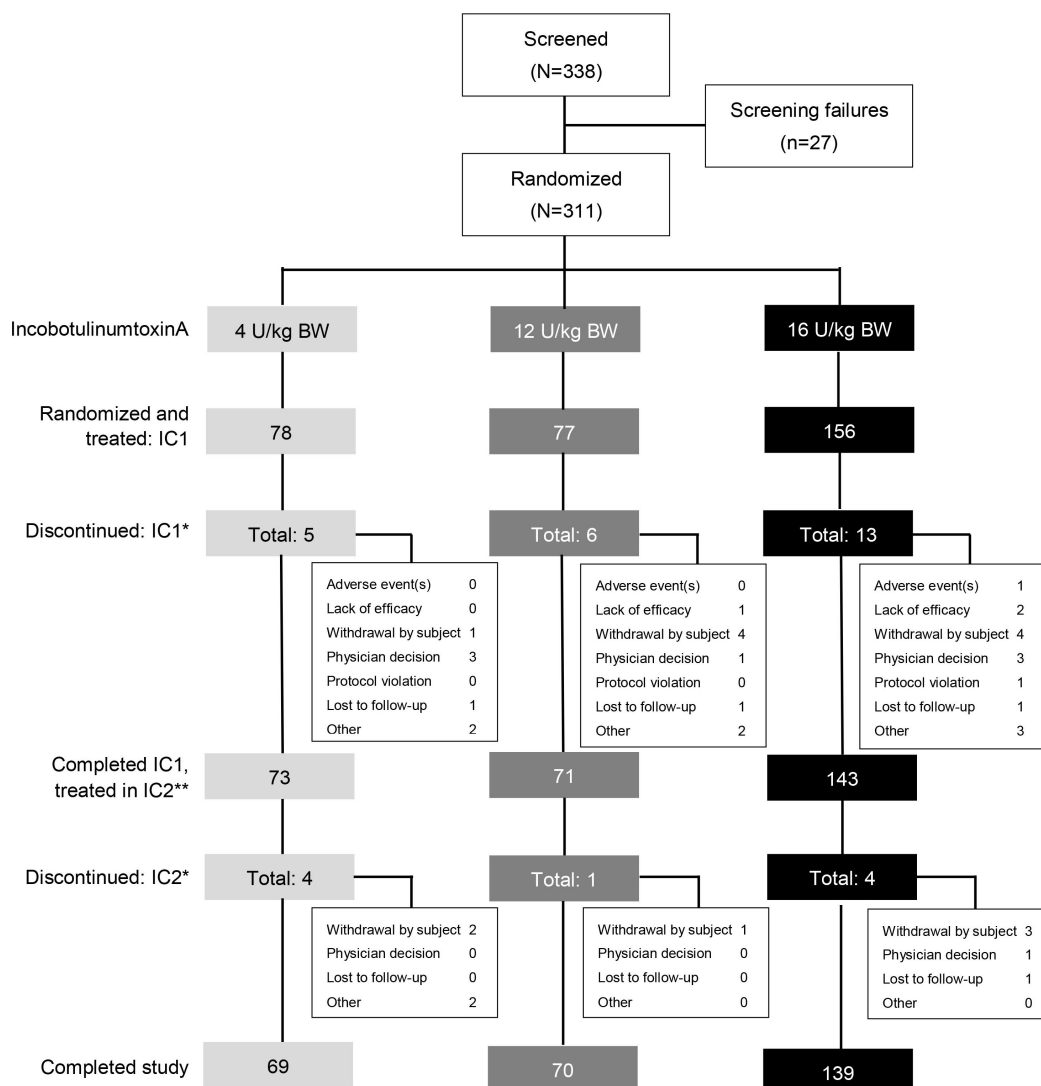 Screened
(N=338)
Screening failures
(n=27)
Randomized
(N=311)
IncobotulinumtoxinA
4 U/kg BW
12 U/kg BW
16 U/kg BW
Randomized and
treated: IC1
78
77
156
Discontinued: IC1*
Total: 5
Total: 6
Total: 13
Adverse event(s) 0
Lack of efficacy 0
Withdrawal by subject 1
Physician decision 3
Protocol violation 0
Lost to follow-up 1
Other 2
Adverse event(s) 0
Lack of efficacy 1
Withdrawal by subject 4
Physician decision 1
Protocol violation 0
Lost to follow-up 1
Other 2
Adverse event(s) 1
Lack of efficacy 2
Withdrawal by subject 4
Physician decision 3
Protocol violation 1
Lost to follow-up 1
Other 3
Completed IC1,
treated in IC2**
73
71
143
Discontinued: IC2*
Total: 4
Total: 1
Total: 4
Withdrawal by subject 2
Physician decision 0
Lost to follow-up 0
Other 2
Withdrawal by subject 1
Physician decision 0
Lost to follow-up 0
Other 0
Withdrawal by subject 3
Physician decision 1
Lost to follow-up 1
Other 0
Completed study
69
70
139